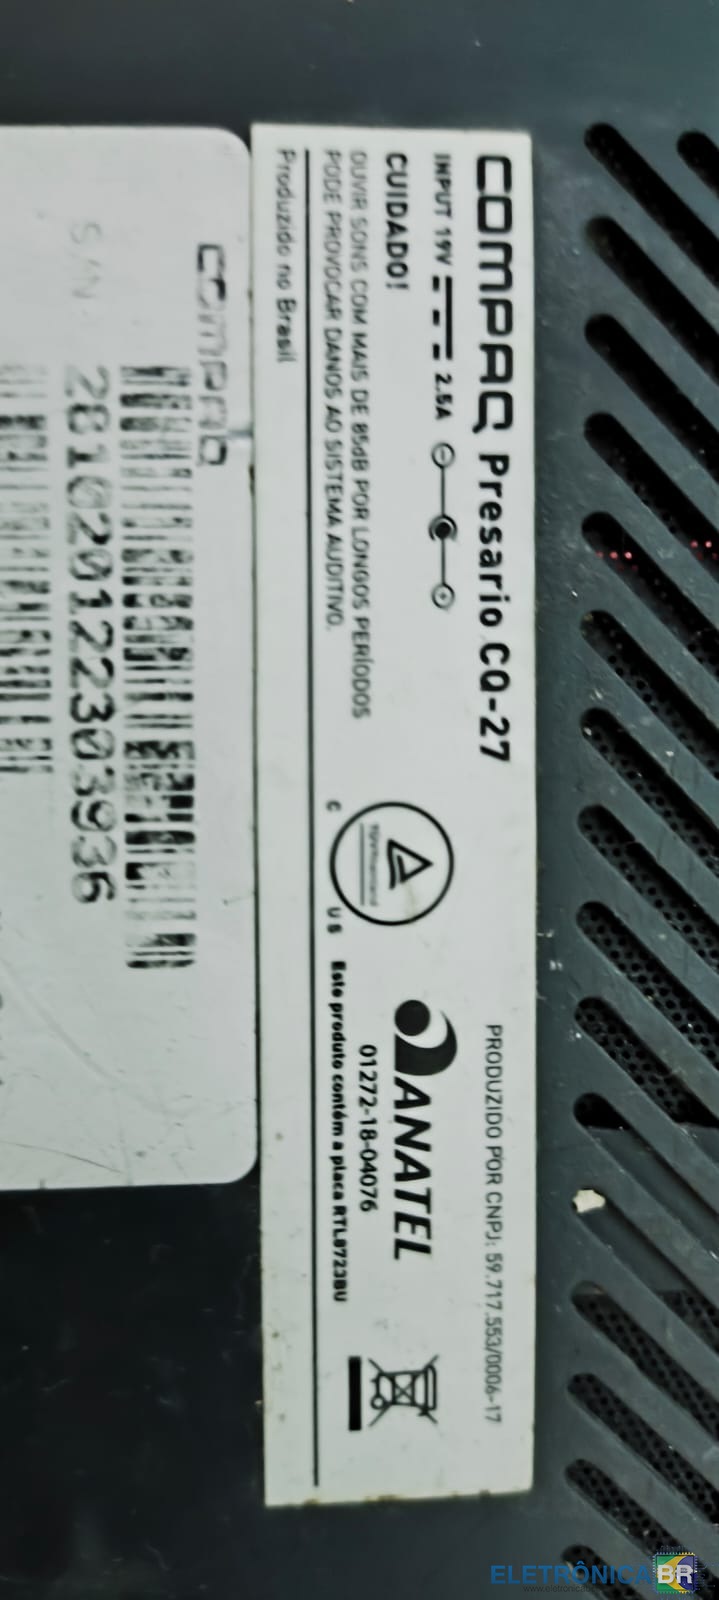 COMPAQ Presario CQ-27
PRODUZIDO POR CNPJ: 59.717.553/0006-17
INPUT 19V 2.5A
CUIDADO!
OUVIR SONS COM MAIS DE 85dB POR LONGOS PERÍODOS
PODE PROVOCAR DANOS AO SISTEMA AUDITIVO.
C US
ANATEL
01272-18-04076
Este produto contém a placa RTL8723BU
Produzido no Brasil
COMPAQ
S/N:
ELETRÔNICA BR